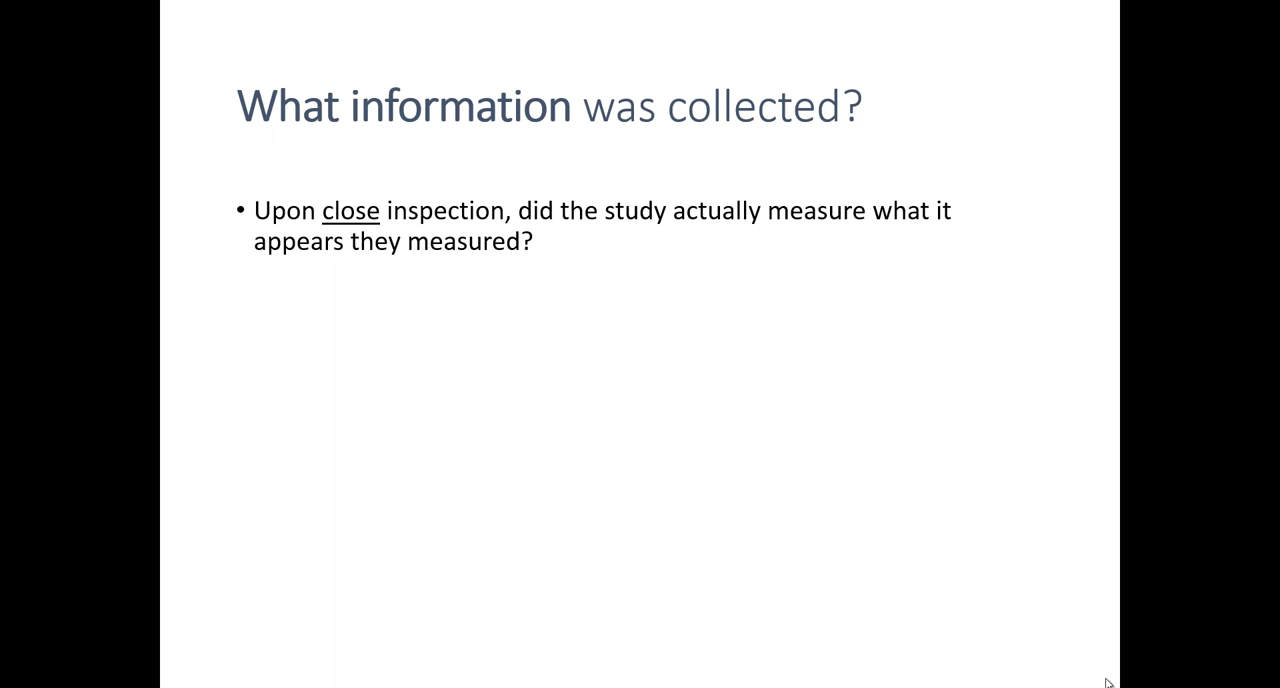 What information was collected?
• Upon close inspection, did the study actually measure what it
appears they measured?